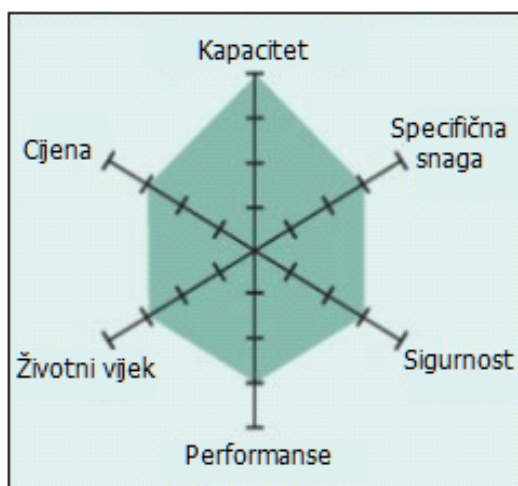 Kapacitet
Specifična
snaga
Cijena
Životni vijek
Sigurnost
Performanse